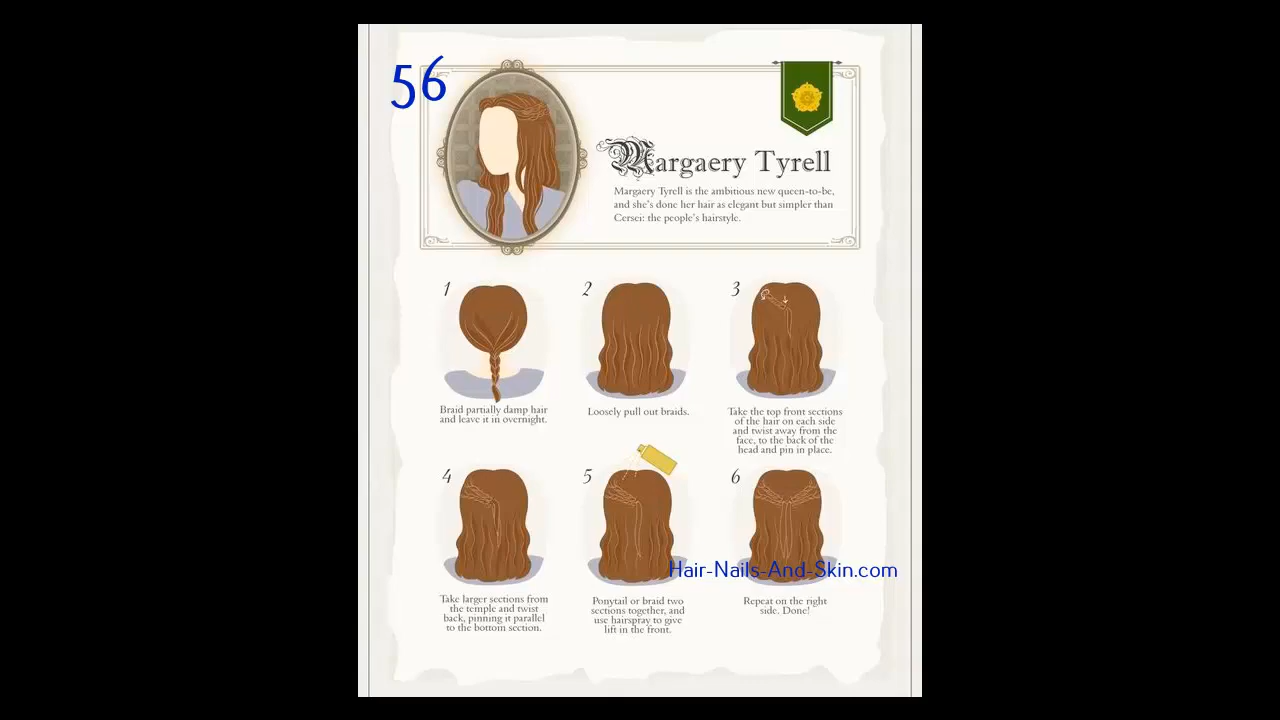 56
Margaery Tyrell
Margaery Tyrell is the ambitious new queen-to-be,
and she's done her hair as elegant but simpler than
Cersei: the people's hairstyle.
1
Braid partially damp hair
and leave it in overnight.
2
Loosely pull out braids.
3
Take the top front sections
of the hair on each side
and twist away from the
face, to the back of the
head and pin in place.
4
Take larger sections from
the temple and twist
back, pinning it parallel
to the bottom section.
5
Ponytail or braid two
sections together, and
use hairspray to give
lift in the front.
6
Repeat on the right
side. Done!
Hair-Nails-And-Skin.com